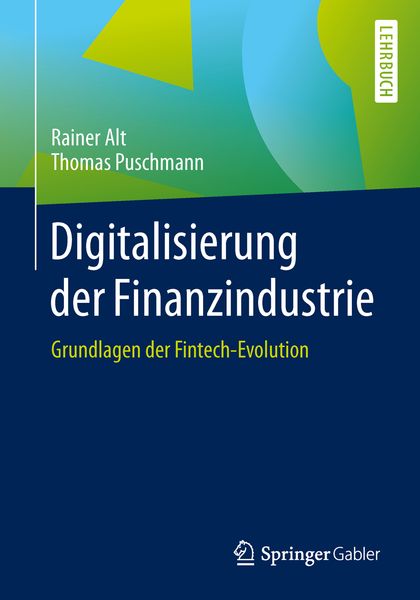 LEHRBUCH
Rainer Alt
Thomas Puschmann
Digitalisierung
der Finanzindustrie
Grundlagen der Fintech-Evolution
Springer Gabler